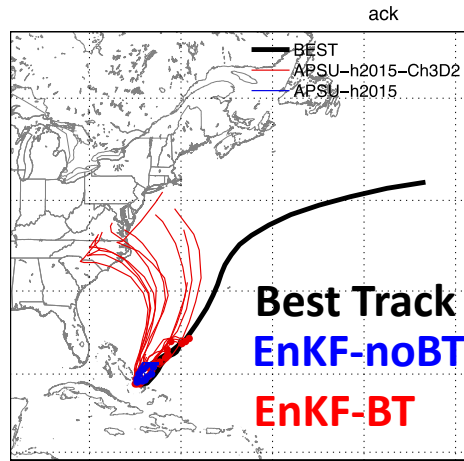 ack
BEST
APSU-h2015-Ch3D2
APSU-h2015
Best Track
EnKF-noBT
EnKF-BT